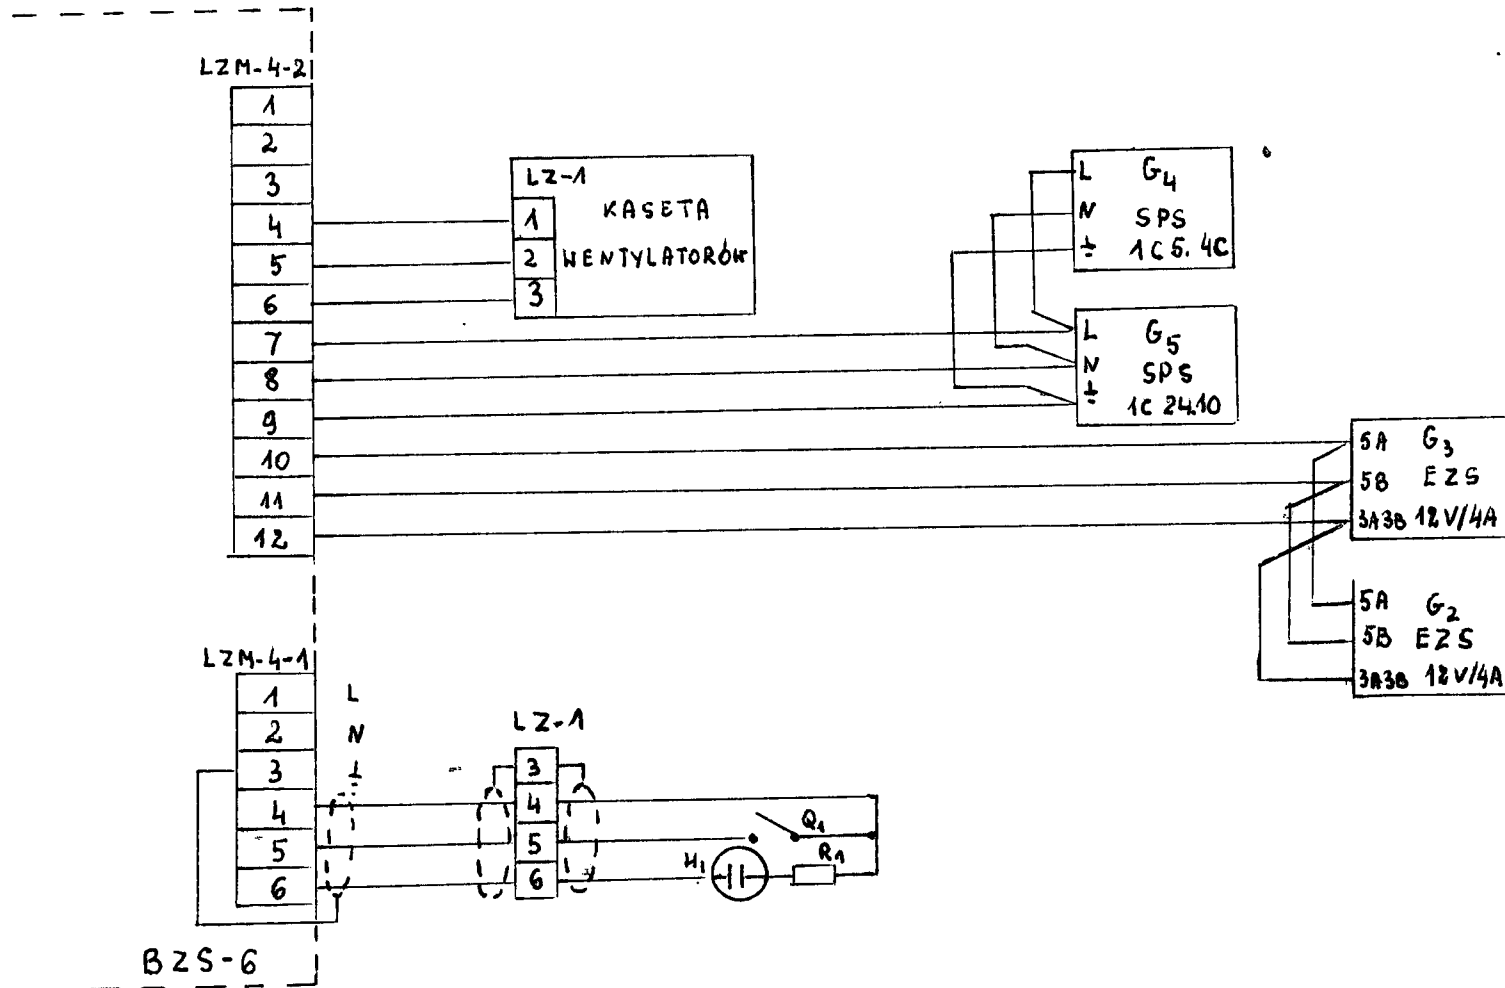 LZM-4-2
1
2
3
4
5
6
7
8
9
10
11
12
LZ-1
KASETA
WENTYLATORÓW
1
2
3
L G4
N SPS
⏚ 1C5.4C
L G5
N SPS
⏚ 1C 24.10
5A G3
5B EZS
3A3B 12V/4A
5A G2
5B EZS
3A3B 12V/4A
LZM-4-1
1 L
2 N
3 ⏚
4
5
6
LZ-1
3
4
5
6
Q1
H1
R1
BZS-6